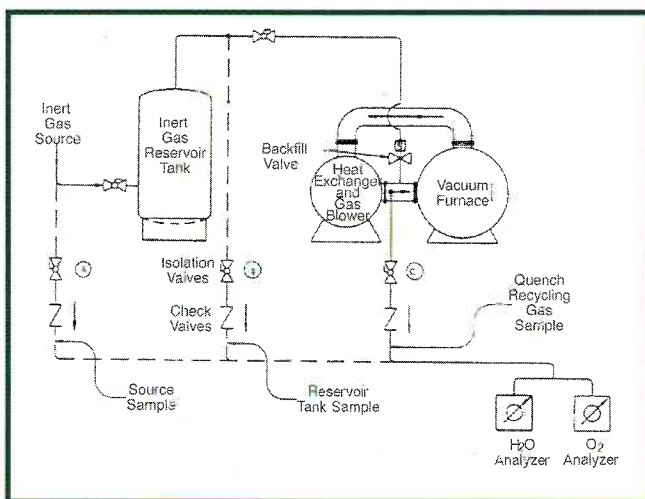 Inert
Gas
Source
Inert
Gas
Reservoir
Tank
Backfill
Valve
Heat
Exchanger
and
Gas
Blower
Vacuum
Furnace
Isolation
Valves
A
B
C
Check
Valves
Quench
Recycling
Gas
Sample
Source
Sample
Reservoir
Tank Sample
H2O
Analyzer
O2
Analyzer